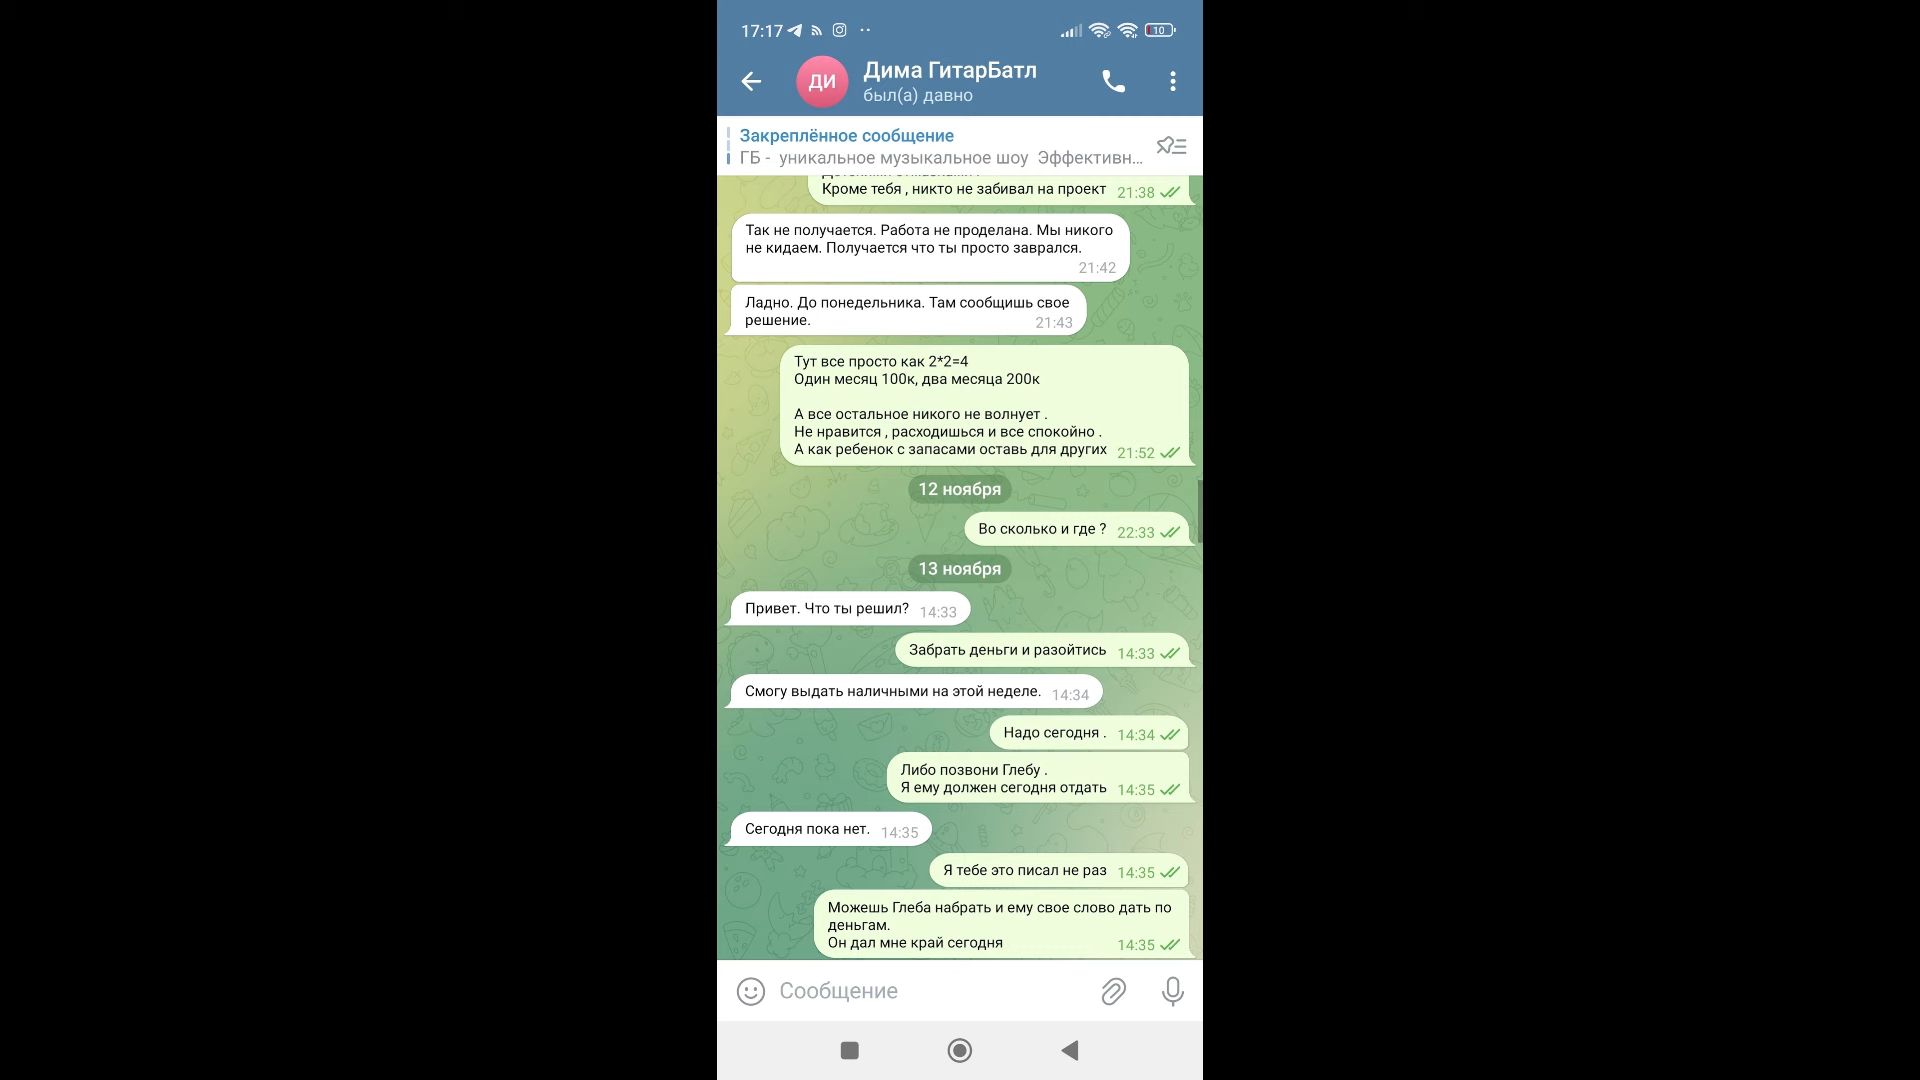 17:17
10
ДИ
Дима ГитарБатл
был(а) давно
Закреплённое сообщение
ГБ - уникальное музыкальное шоу Эффективн...
Кроме тебя , никто не забивал на проект 21:38
Так не получается. Работа не проделана. Мы никого
не кидаем. Получается что ты просто заврался.
21:42
Ладно. До понедельника. Там сообщишь свое
решение. 21:43
Тут все просто как 2*2=4
Один месяц 100к, два месяца 200к
А все остальное никого не волнует .
Не нравится , расходишься и все спокойно .
А как ребенок с запасами оставь для других 21:52
12 ноября
Во сколько и где ? 22:33
13 ноября
Привет. Что ты решил? 14:33
Забрать деньги и разойтись 14:33
Смогу выдать наличными на этой неделе. 14:34
Надо сегодня . 14:34
Либо позвони Глебу .
Я ему должен сегодня отдать 14:35
Сегодня пока нет. 14:35
Я тебе это писал не раз 14:35
Можешь Глеба набрать и ему свое слово дать по
деньгам.
Он дал мне край сегодня 14:35
Сообщение